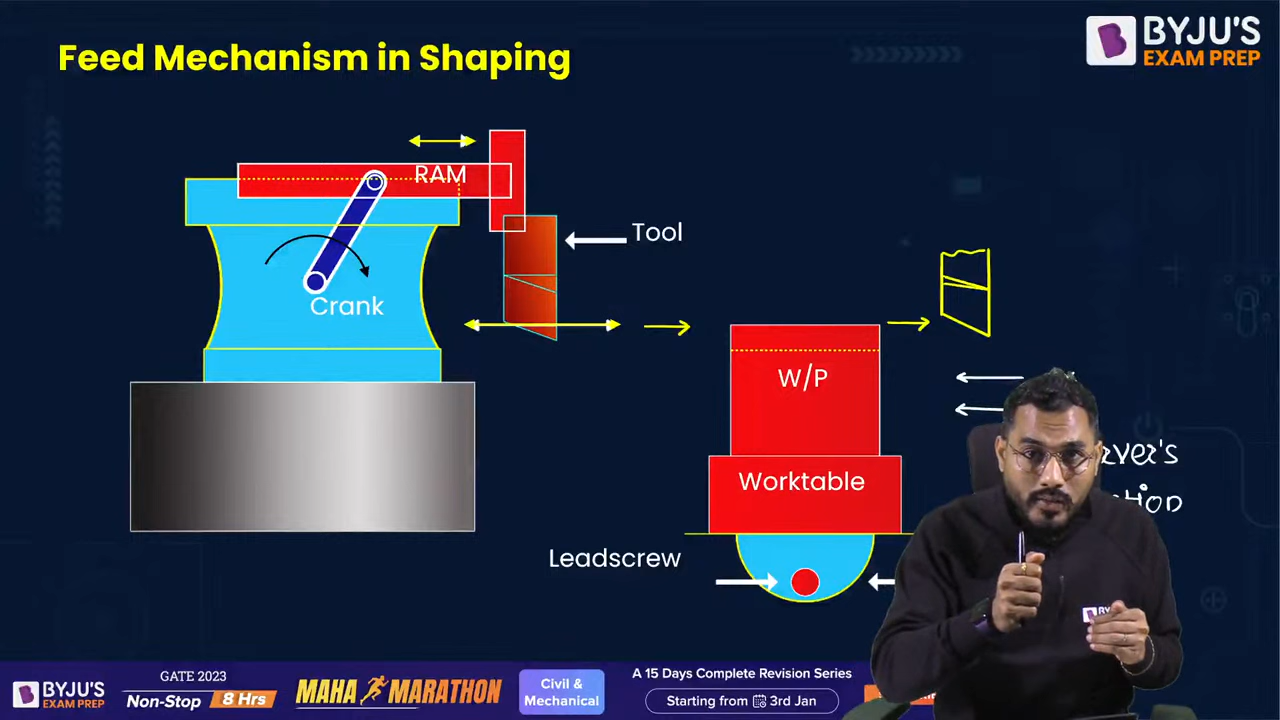 Feed Mechanism in Shaping
BYJU'S
EXAM PREP
RAM
Tool
Crank
W/P
Worktable
Leadscrew
BYJU'S
EXAM PREP
GATE 2023
Non-Stop 8 Hrs
MAHA MARATHON
Civil &
Mechanical
A 15 Days Complete Revision Series
Starting from 3rd Jan